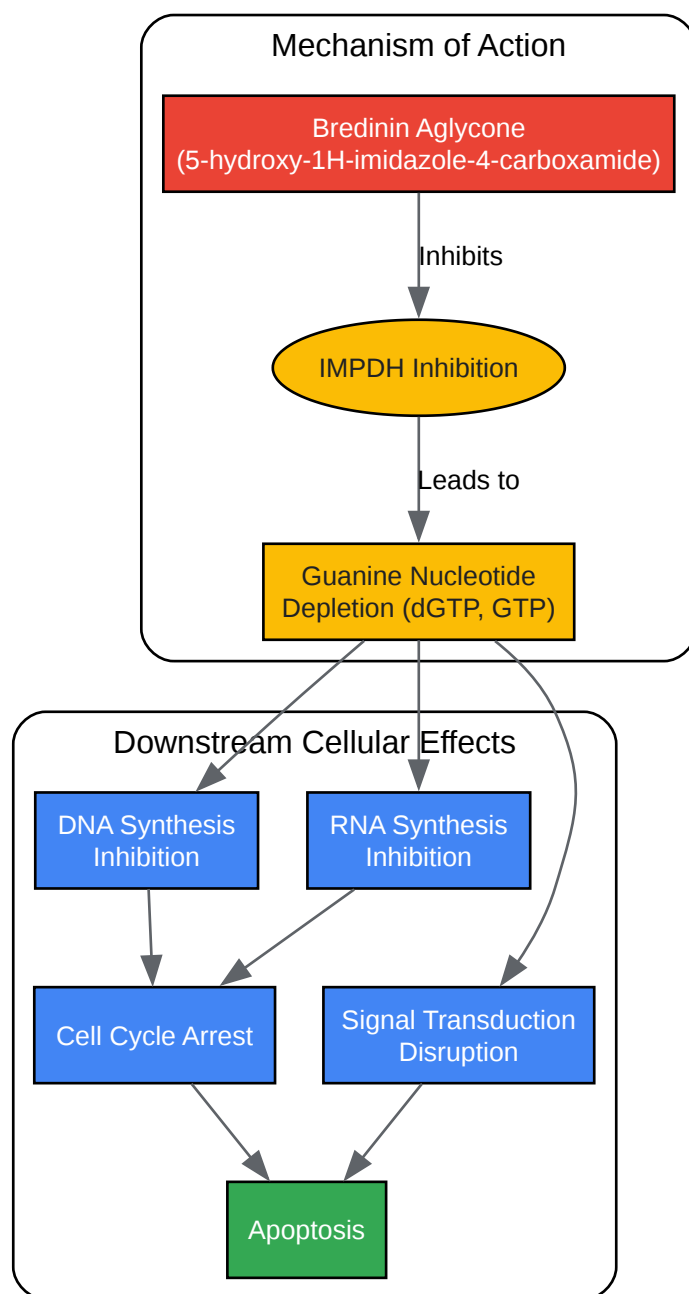 Mechanism of Action
Bredinin Aglycone
(5-hydroxy-1H-imidazole-4-carboxamide)
Inhibits
IMPDH Inhibition
Leads to
Guanine Nucleotide
Depletion (dGTP, GTP)
Downstream Cellular Effects
DNA Synthesis
Inhibition
RNA Synthesis
Inhibition
Cell Cycle Arrest
Signal Transduction
Disruption
Apoptosis